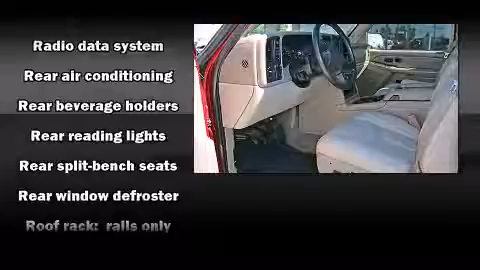 Radio data system
Rear air conditioning
Rear beverage holders
Rear reading lights
Rear split-bench seats
Rear window defroster
Roof rack: rails only